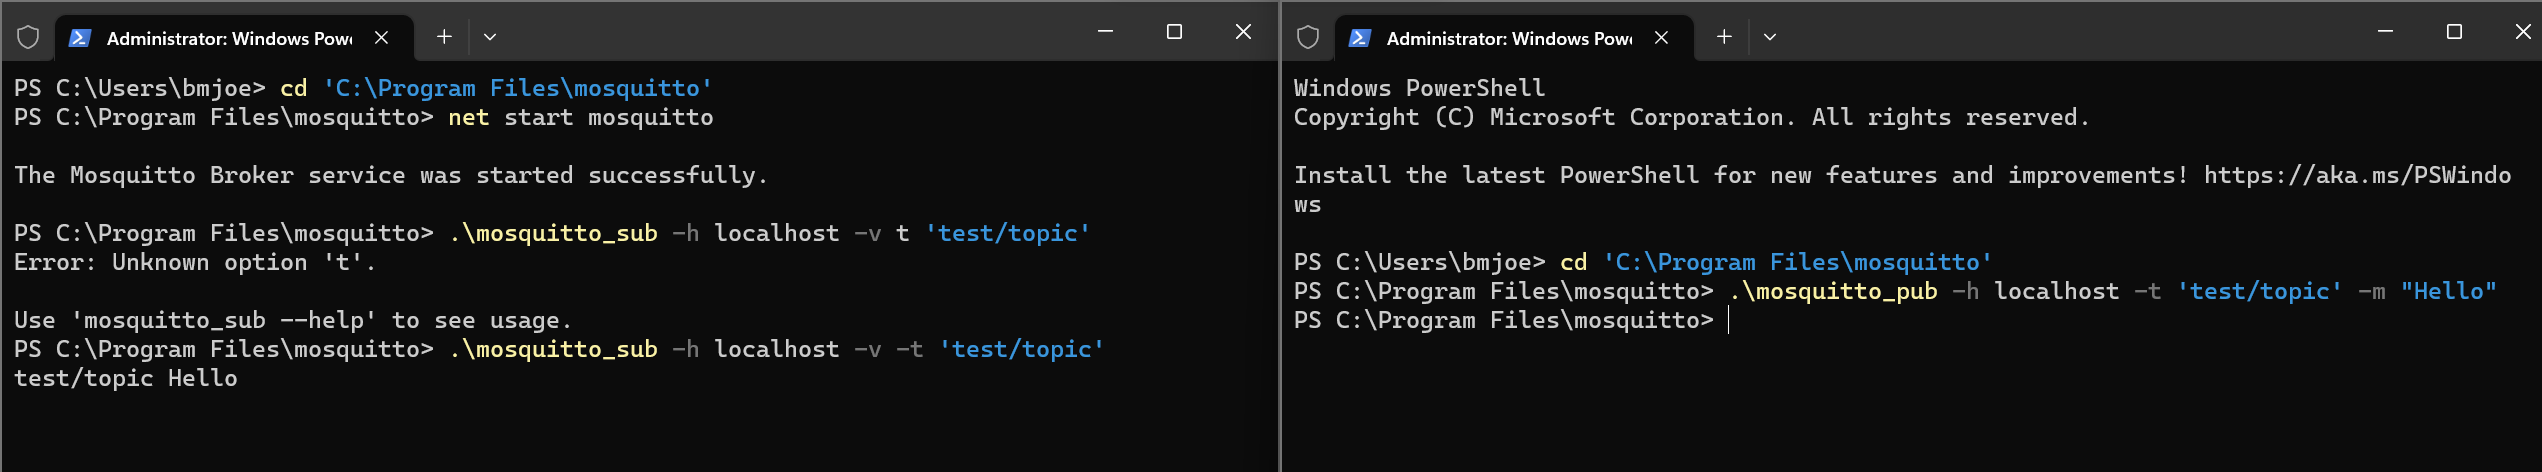 Administrator: Windows Pow
PS C:\Users\bmjoe> cd 'C:\Program Files\mosquitto'
PS C:\Program Files\mosquitto> net start mosquitto
The Mosquitto Broker service was started successfully.
PS C:\Program Files\mosquitto> .\mosquitto_sub -h localhost -v t 'test/topic'
Error: Unknown option 't'.
Use 'mosquitto_sub --help' to see usage.
PS C:\Program Files\mosquitto> .\mosquitto_sub -h localhost -v -t 'test/topic'
test/topic Hello
Administrator: Windows Pow
Windows PowerShell
Copyright (C) Microsoft Corporation. All rights reserved.
Install the latest PowerShell for new features and improvements! https://aka.ms/PSWindo
ws
PS C:\Users\bmjoe> cd 'C:\Program Files\mosquitto'
PS C:\Program Files\mosquitto> .\mosquitto_pub -h localhost -t 'test/topic' -m "Hello"
PS C:\Program Files\mosquitto>